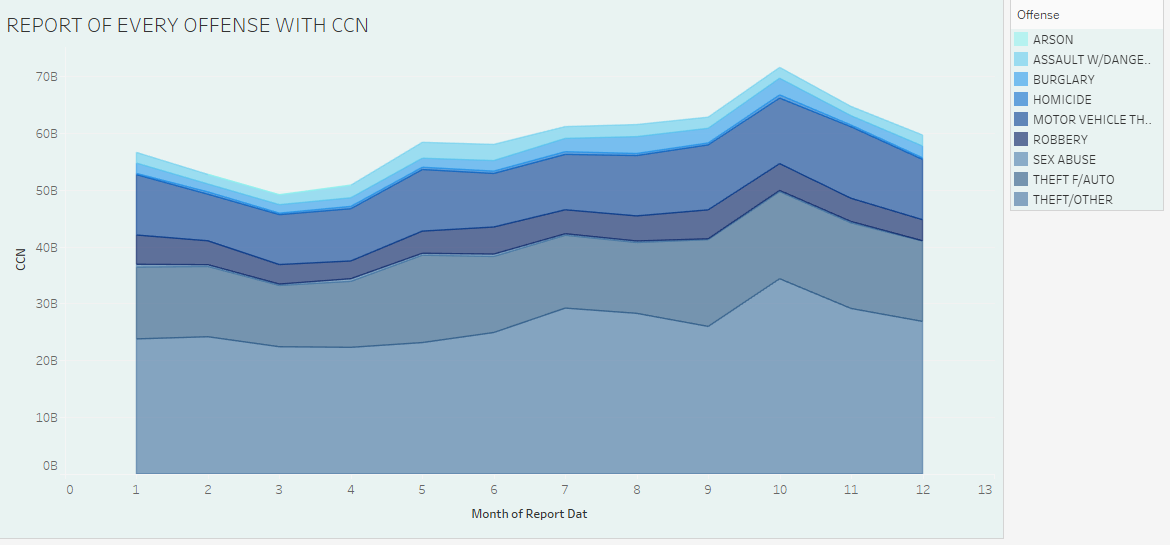 REPORT OF EVERY OFFENSE WITH CCN
Offense
ARSON
ASSAULT W/DANGE..
BURGLARY
HOMICIDE
MOTOR VEHICLE TH..
ROBBERY
SEX ABUSE
THEFT F/AUTO
THEFT/OTHER
70B
60B
50B
40B
30B
20B
10B
0B
CCN
0 1 2 3 4 5 6 7 8 9 10 11 12 13
Month of Report Dat